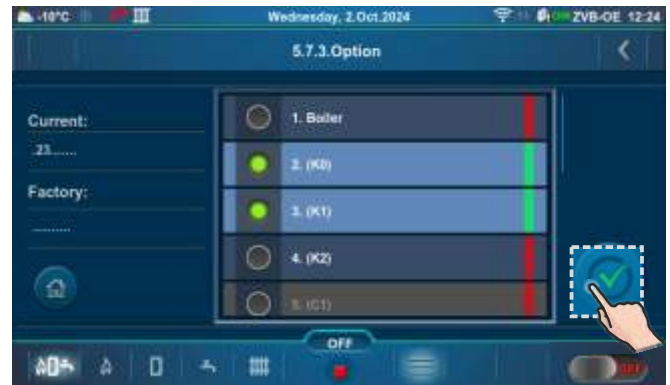 -10°C Wednesday, 2.Oct.2024 ZVB-OE 12:24
5.7.3.Option
Current:
.23......
Factory:
..........
1. Boiler
2. (K0)
3. (K1)
4. (K2)
5. (C1)
OFF
OFF